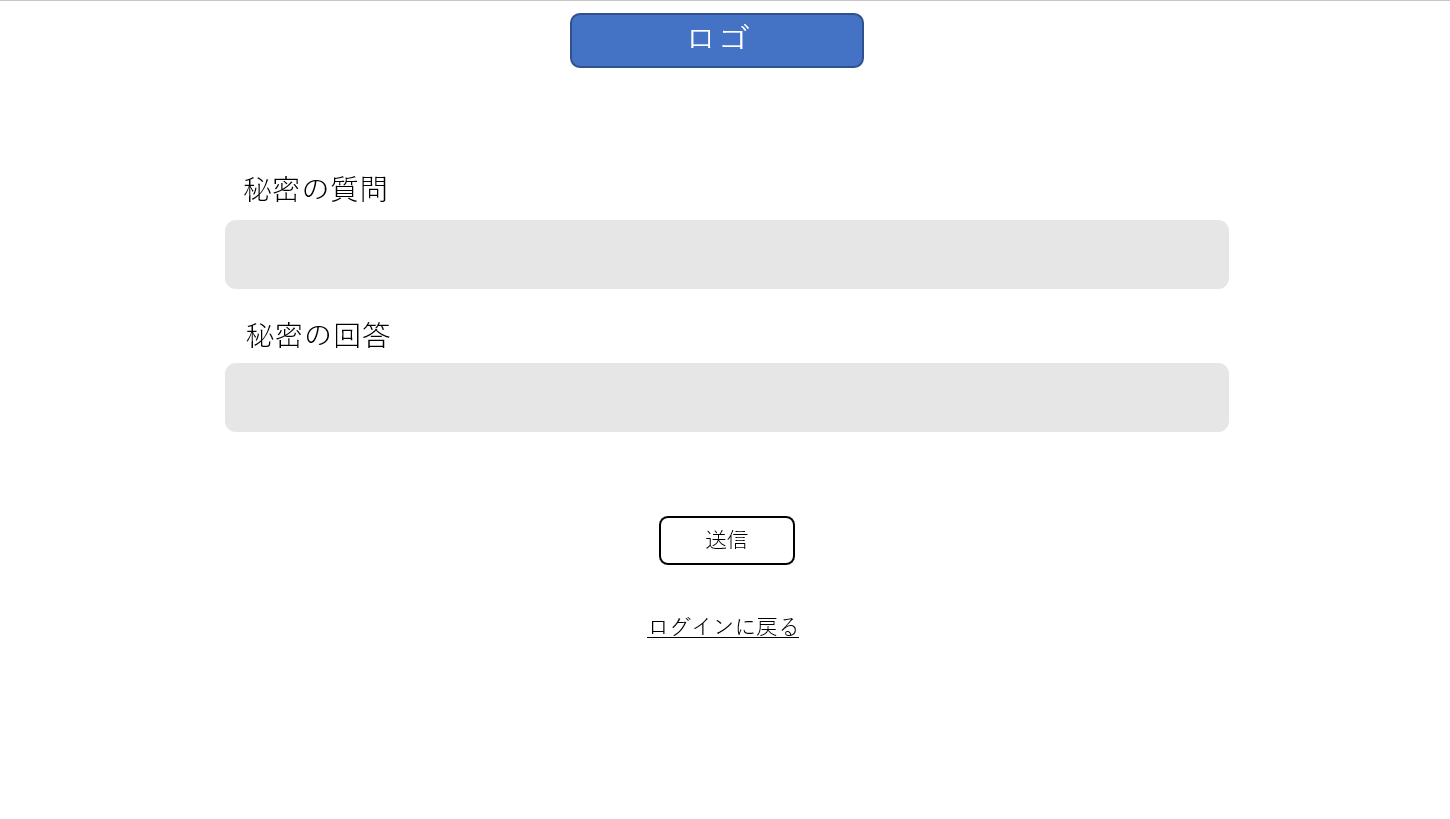 ロゴ
秘密の質問
秘密の回答
送信
ログインに戻る